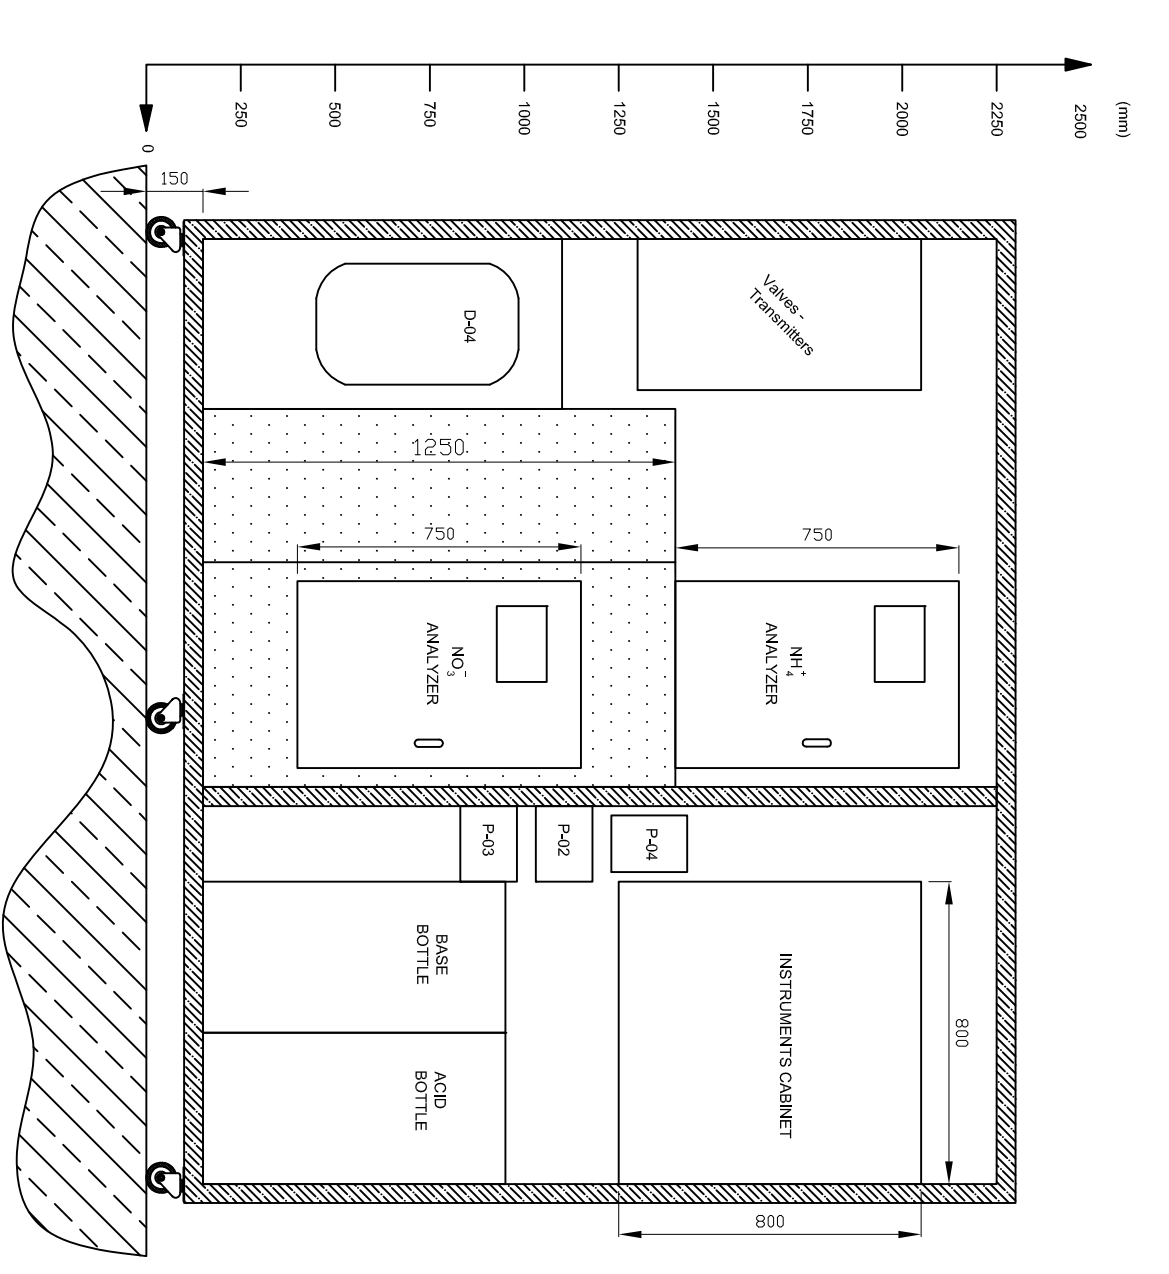 (mm)
2500
2250
2000
1750
1500
1250
1000
750
500
250
0
150
Valves -
Transmitters
D-04
1250
750
750
NH4+
ANALYZER
NO3-
ANALYZER
P-04
P-02
P-03
800
INSTRUMENTS CABINET
BASE
BOTTLE
ACID
BOTTLE
800